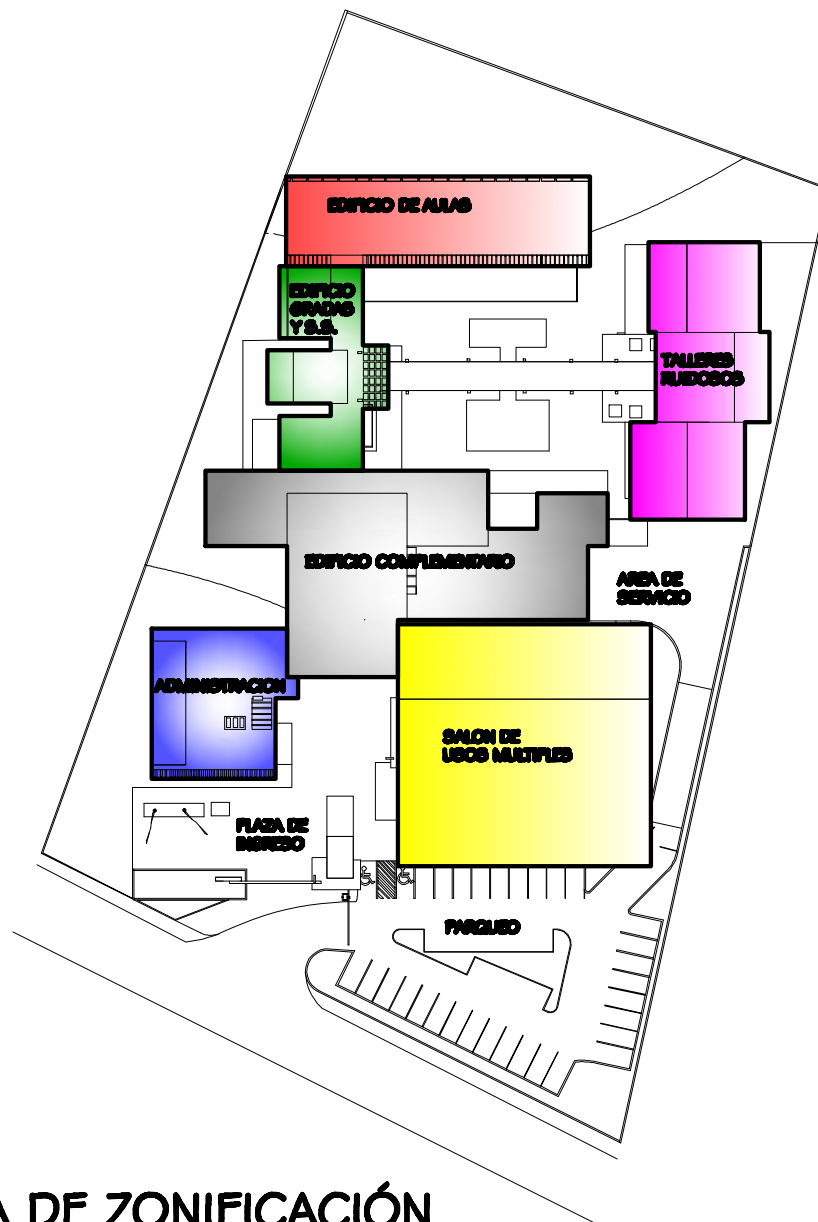 EDIFICIO DE AULAS
EDIFICIO
GRADAS
Y S.S.
TALLERES
RUIDOSOS
EDIFICIO COMPLEMENTARIO
AREA DE
SERVICIO
ADMINISTRACION
SALON DE
USOS MULTIPLES
PLAZA DE
INGRESO
PARQUEO
A DE ZONIFICACIÓN